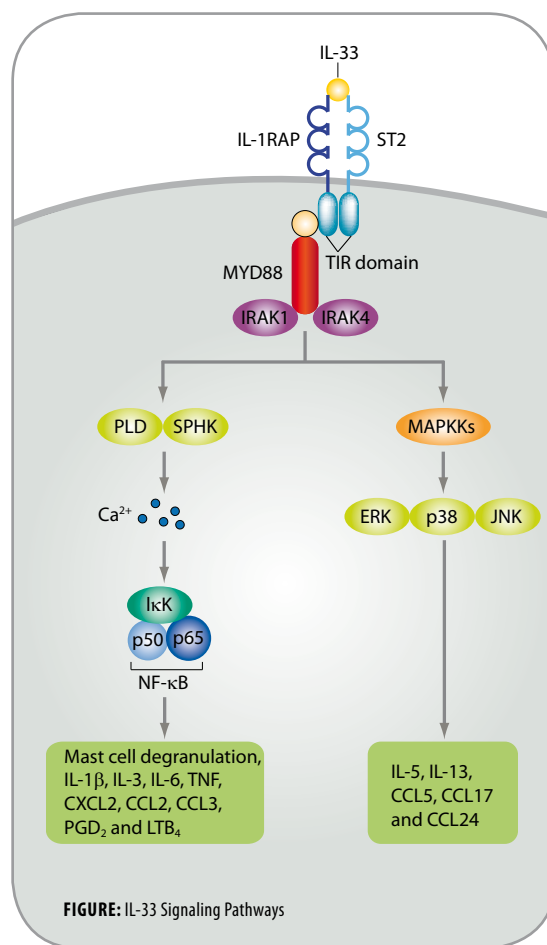 IL-33
IL-1RAP
ST2
TIR domain
MYD88
IRAK1
IRAK4
PLD
SPHK
MAPKKs
Ca²⁺
ERK
p38
JNK
IκK
p50
p65
NF-κB
Mast cell degranulation,
IL-1β, IL-3, IL-6, TNF,
CXCL2, CCL2, CCL3,
PGD₂ and LTB₄
IL-5, IL-13,
CCL5, CCL17
and CCL24
FIGURE: IL-33 Signaling Pathways